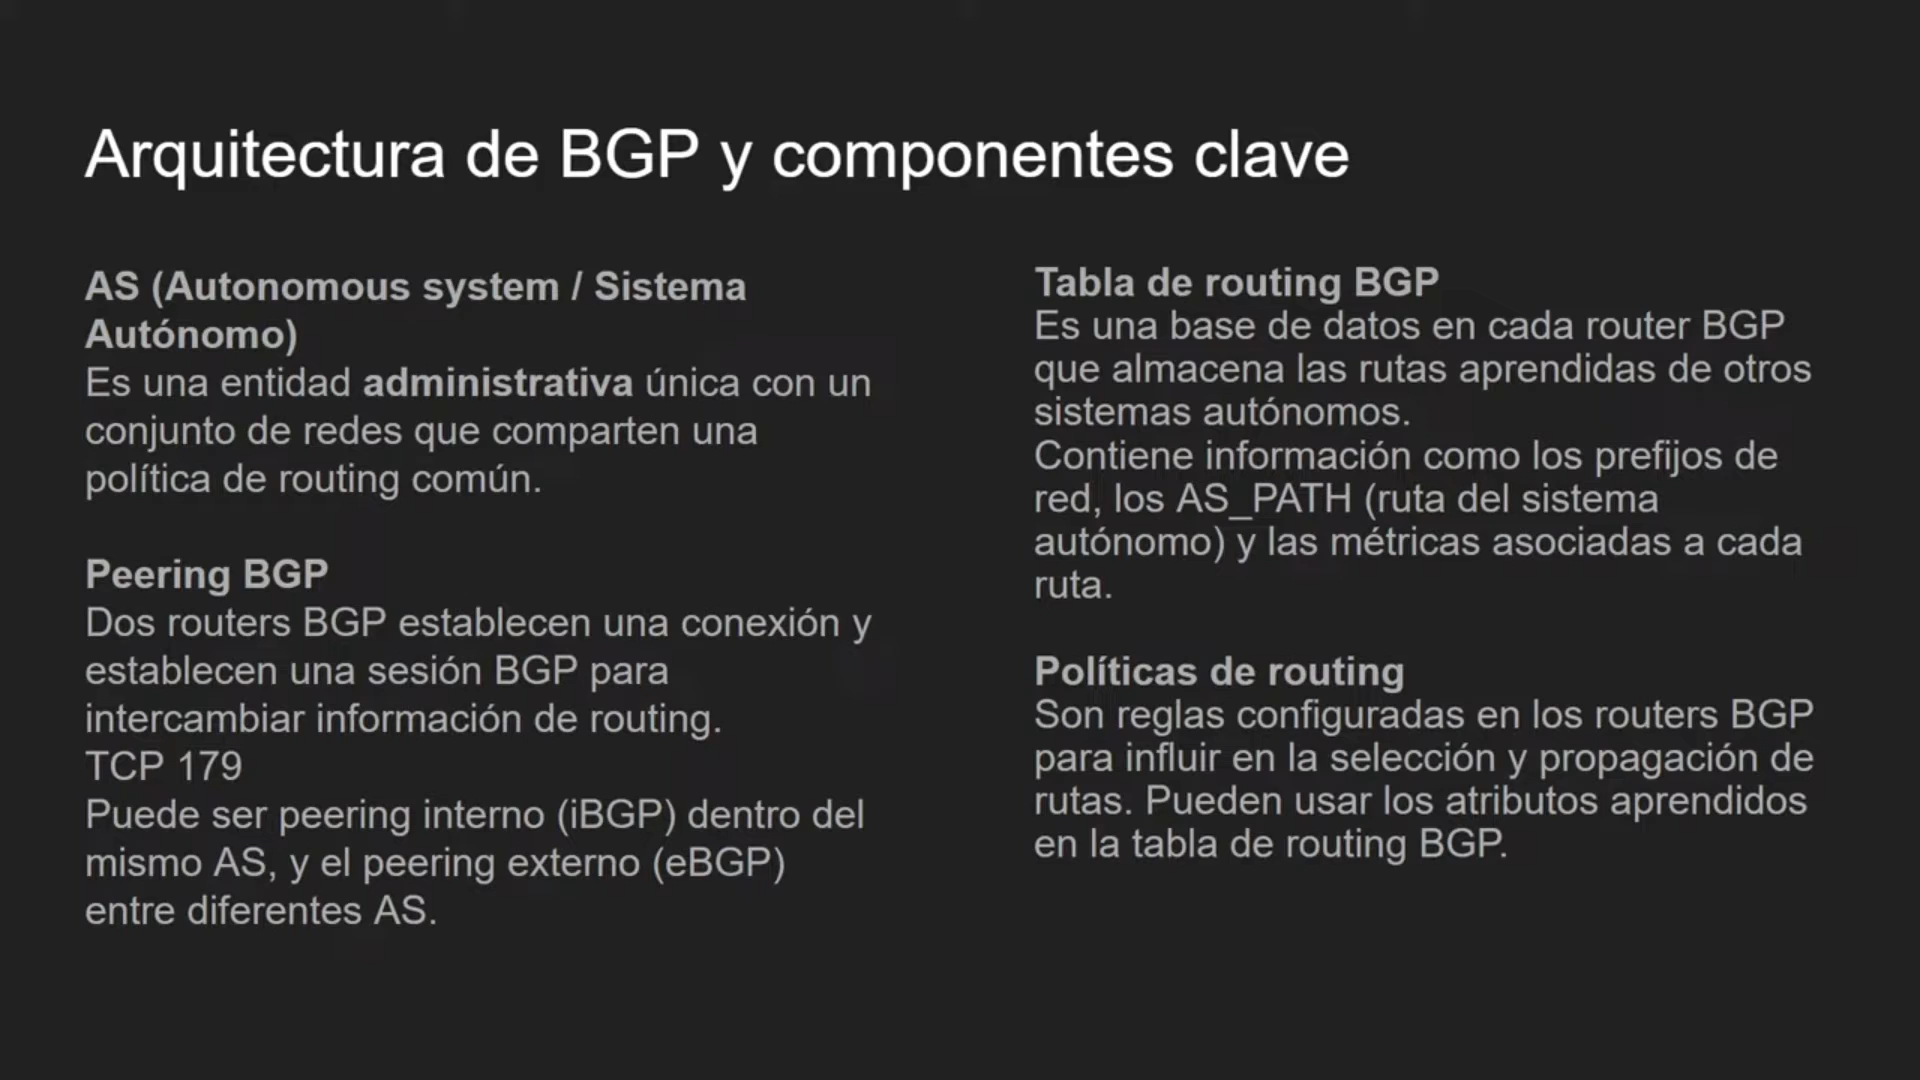 Arquitectura de BGP y componentes clave
AS (Autonomous system / Sistema
Autónomo)
Es una entidad administrativa única con un
conjunto de redes que comparten una
política de routing común.
Peering BGP
Dos routers BGP establecen una conexión y
establecen una sesión BGP para
intercambiar información de routing.
TCP 179
Puede ser peering interno (iBGP) dentro del
mismo AS, y el peering externo (eBGP)
entre diferentes AS.
Tabla de routing BGP
Es una base de datos en cada router BGP
que almacena las rutas aprendidas de otros
sistemas autónomos.
Contiene información como los prefijos de
red, los AS_PATH (ruta del sistema
autónomo) y las métricas asociadas a cada
ruta.
Políticas de routing
Son reglas configuradas en los routers BGP
para influir en la selección y propagación de
rutas. Pueden usar los atributos aprendidos
en la tabla de routing BGP.